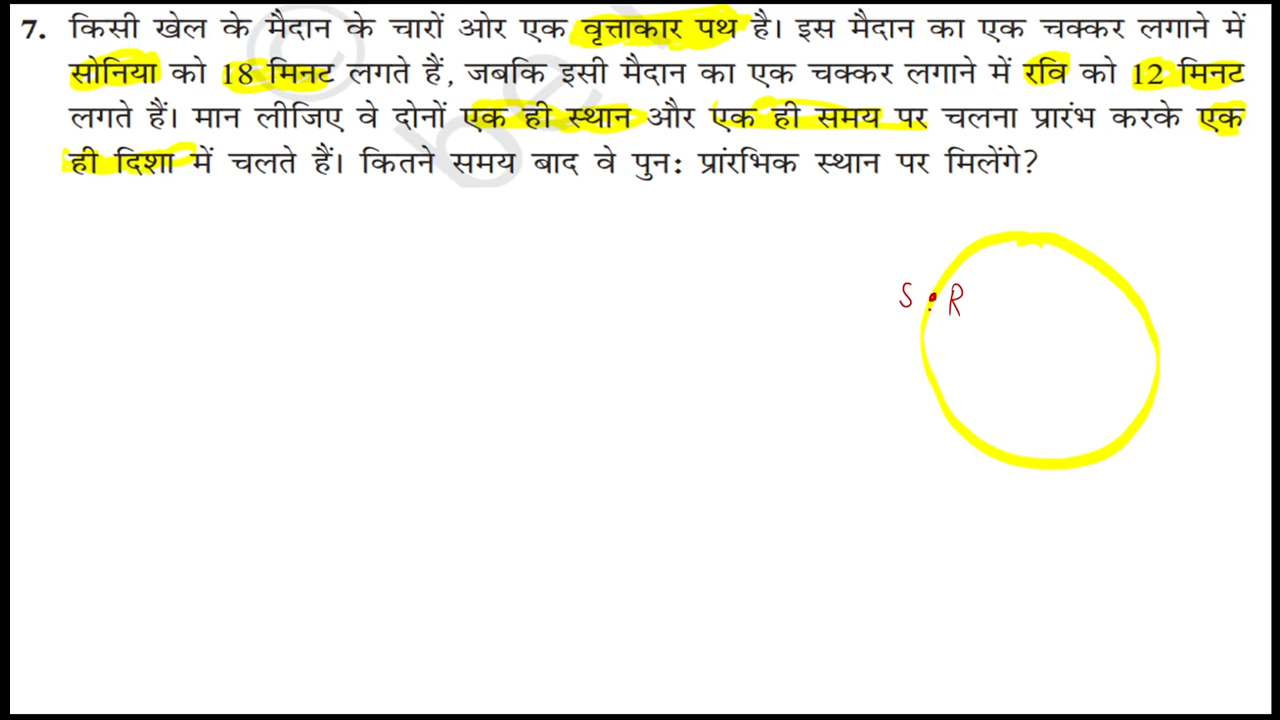 7. किसी खेल के मैदान के चारों ओर एक वृत्ताकार पथ है। इस मैदान का एक चक्कर लगाने में
सोनिया को 18 मिनट लगते हैं, जबकि इसी मैदान का एक चक्कर लगाने में रवि को 12 मिनट
लगते हैं। मान लीजिए वे दोनों एक ही स्थान और एक ही समय पर चलना प्रारंभ करके एक
ही दिशा में चलते हैं। कितने समय बाद वे पुन: प्रारंभिक स्थान पर मिलेंगे?
S R